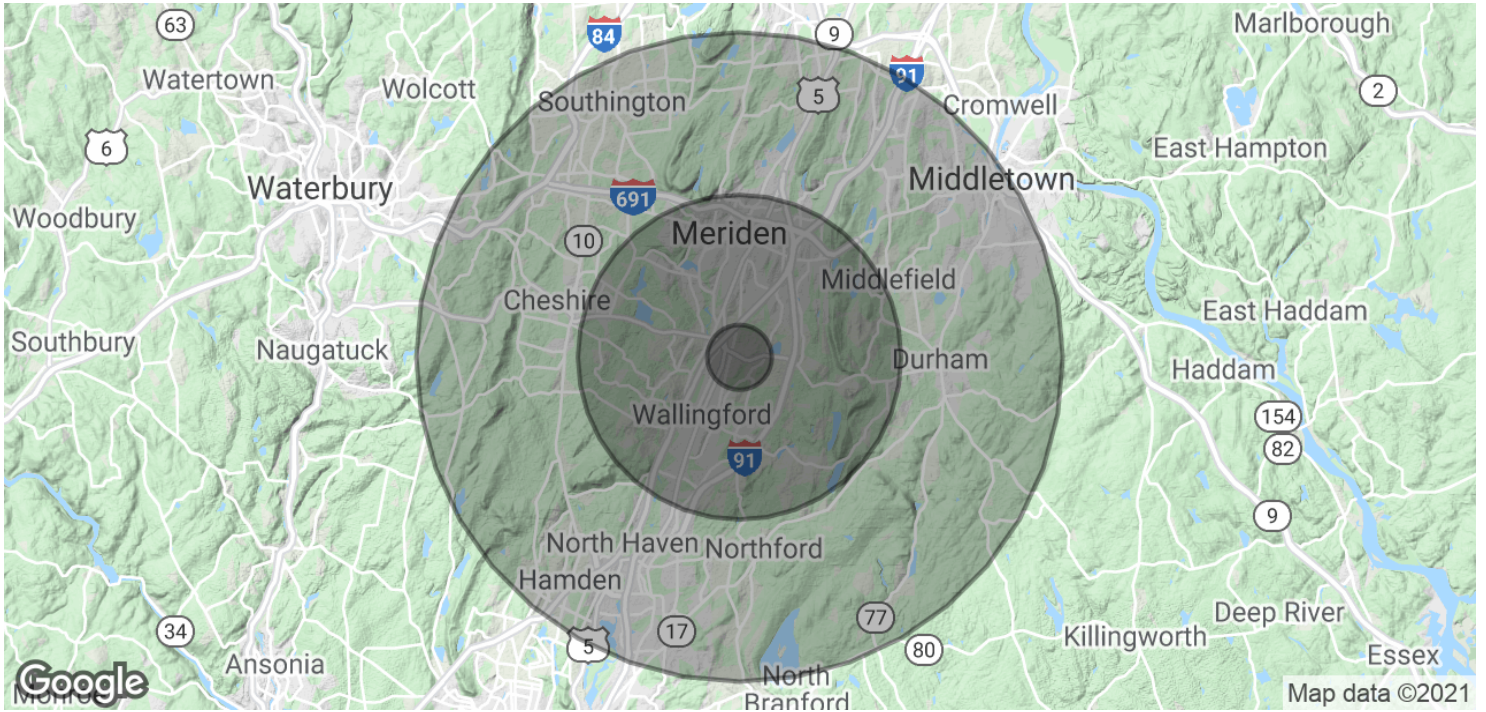 63
84
9
Marlborough
Watertown
Wolcott
Southington
5
91
Cromwell
2
6
East Hampton
Waterbury
691
Middletown
Woodbury
10
Meriden
Middlefield
Cheshire
East Haddam
Southbury
Naugatuck
Durham
Haddam
Wallingford
154
82
91
9
North Haven
Northford
Hamden
34
5
17
77
80
Killingworth
Deep River
Ansonia
Essex
North
Branford
Google
Monroe
Map data ©2021